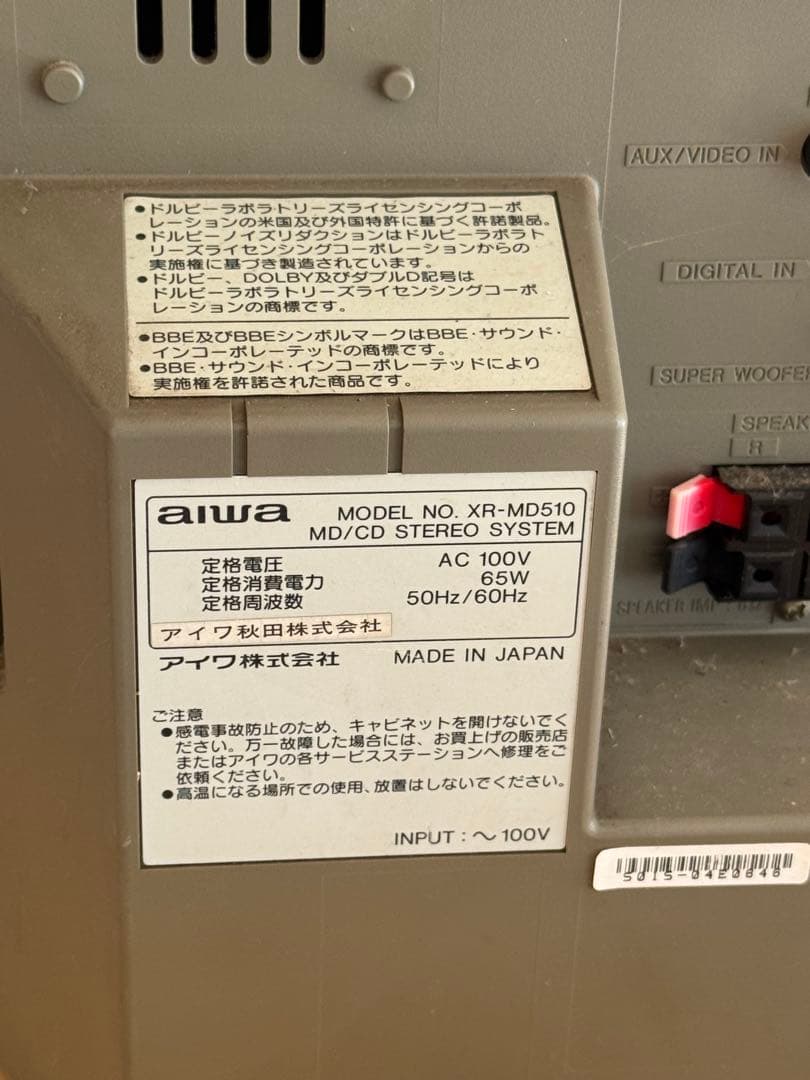 ●ドルビーラボラトリーズライセンシングコーポ
レーションの米国及び外国特許に基づく許諾製品。
●ドルビーノイズリダクションはドルビーラボラト
リーズライセンシングコーポレーションからの
実施権に基づき製造されています。
●ドルビー、DOLBY及びダブルD記号は
ドルビーラボラトリーズライセンシングコーポ
レーションの商標です。
●BBE及びBBEシンボルマークはBBE・サウンド・
インコーポレーテッドの商標です。
●BBE・サウンド・インコーポレーテッドにより
実施権を許諾された商品です。
aiwa MODEL NO. XR-MD510
MD/CD STEREO SYSTEM
定格電圧 AC 100V
定格消費電力 65W
定格周波数 50Hz/60Hz
アイワ秋田株式会社
アイワ株式会社 MADE IN JAPAN
ご注意
●感電事故防止のため、キャビネットを開けないでく
ださい。万一故障した場合には、お買上げの販売店
またはアイワの各サービスステーションへ修理をご
依頼ください。
●高温になる場所での使用、放置はしないでください。
INPUT : ～100V
AUX/VIDEO IN
DIGITAL IN
SUPER WOOFER
SPEAK
R
SPEAKER IMP
S01S-04E0848